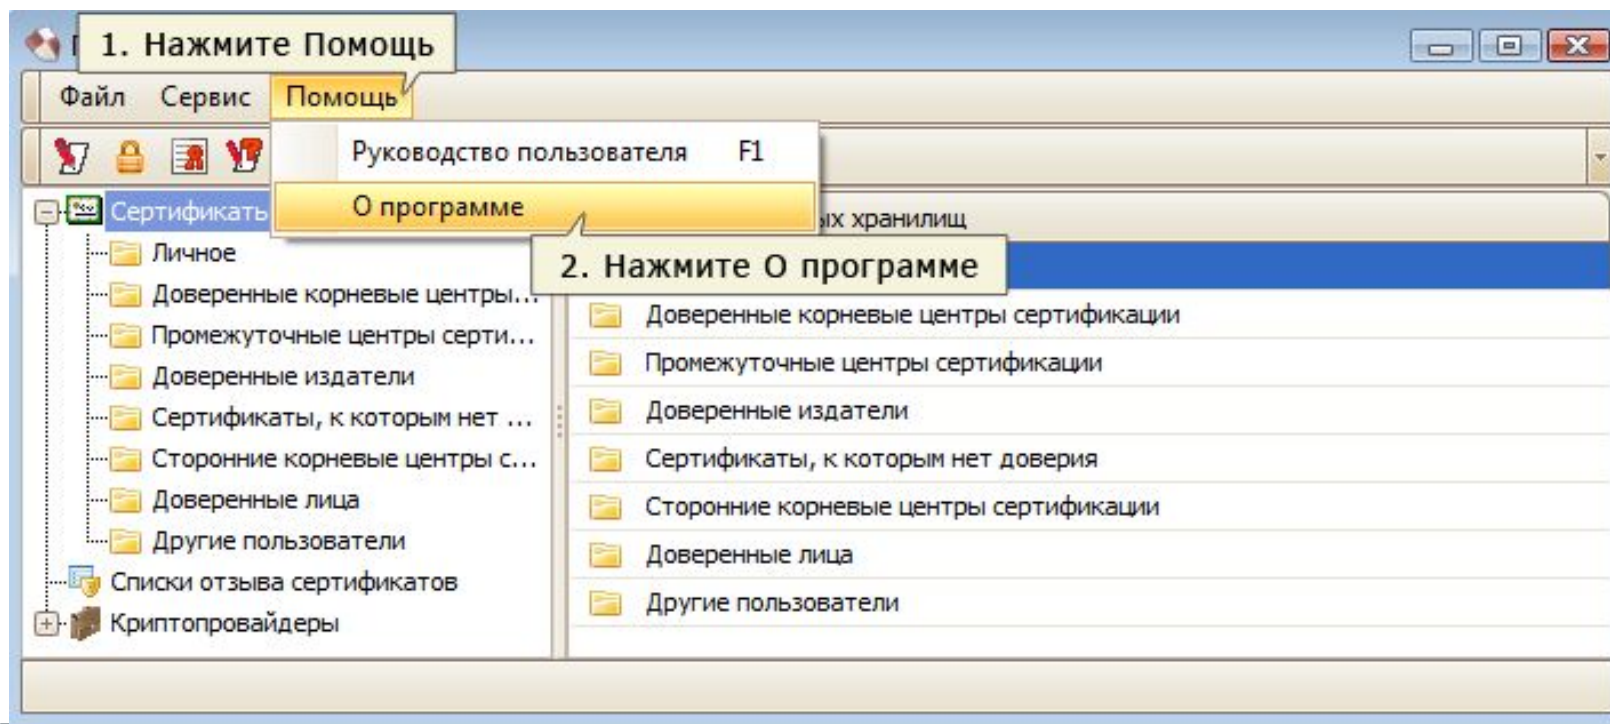 1. Нажмите Помощь
Файл Сервис Помощь
Руководство пользователя F1
О программе
Сертификаты
хранилищ
2. Нажмите О программе
Личное
Доверенные корневые центры...
Промежуточные центры серти...
Доверенные издатели
Сертификаты, к которым нет ...
Сторонние корневые центры с...
Доверенные лица
Другие пользователи
Списки отзыва сертификатов
Криптопровайдеры
Доверенные корневые центры сертификации
Промежуточные центры сертификации
Доверенные издатели
Сертификаты, к которым нет доверия
Сторонние корневые центры сертификации
Доверенные лица
Другие пользователи